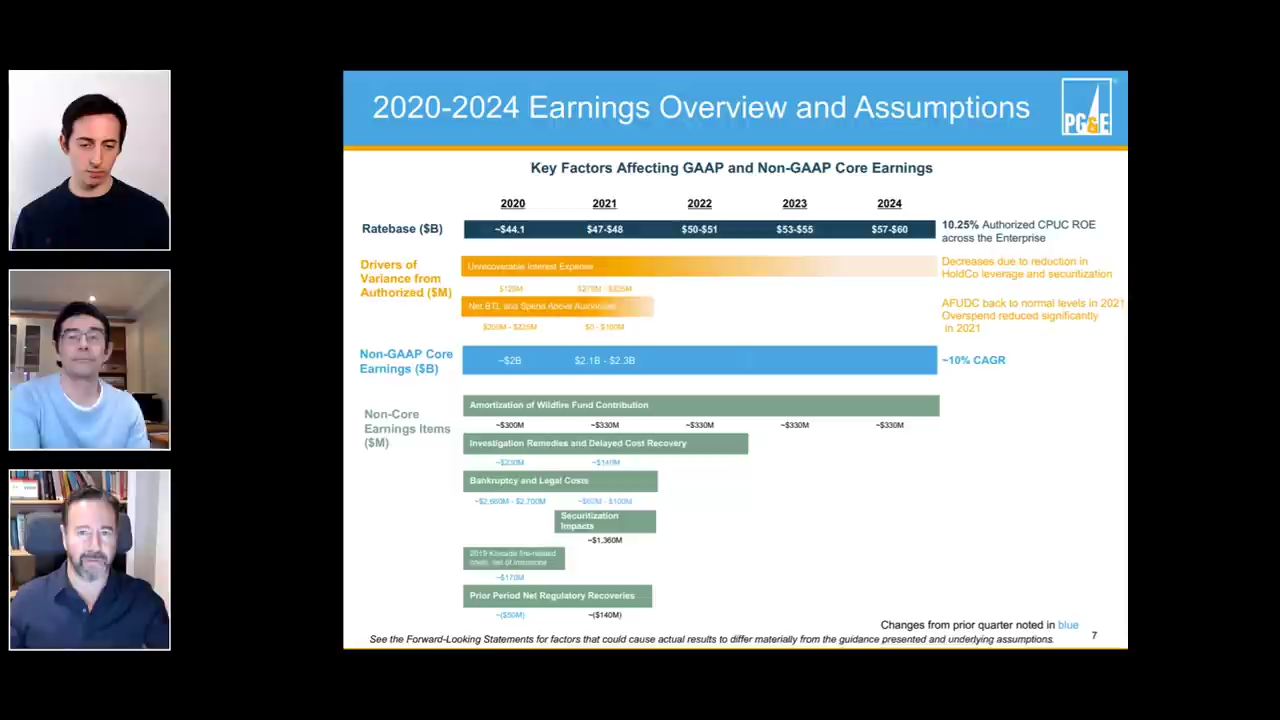 2020-2024 Earnings Overview and Assumptions
PG&E
Key Factors Affecting GAAP and Non-GAAP Core Earnings
2020 2021 2022 2023 2024
Ratebase ($B) ~$44.1 $47-$48 $50-$51 $53-$55 $57-$60
10.25% Authorized CPUC ROE
across the Enterprise
Drivers of
Variance from
Authorized ($M)
Unrecoverable Interest Expense
Decreases due to reduction in
HoldCo leverage and securitization
Net BTL and Spend Above
$0 - $100M
AFUDC back to normal levels in 2021
Overspend reduced significantly
in 2021
Non-GAAP Core
Earnings ($B)
~$2B $2.1B - $2.3B
~10% CAGR
Non-Core
Earnings Items
($M)
Amortization of Wildfire Fund Contribution
~$300M ~$330M ~$330M ~$330M ~$330M
Investigation Remedies and Delayed Cost Recovery
Bankruptcy and Legal Costs
Securitization
Impacts
~$1,360M
~$170M
Prior Period Net Regulatory Recoveries
~($50M) ~($140M)
Changes from prior quarter noted in blue
See the Forward-Looking Statements for factors that could cause actual results to differ materially from the guidance presented and underlying assumptions.
7